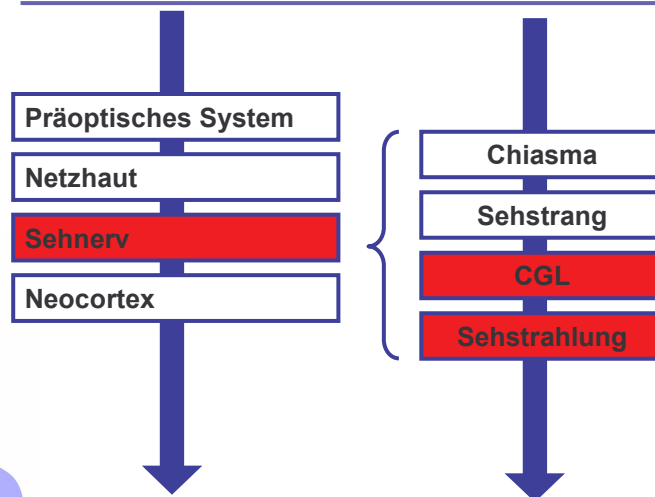 Präoptisches System
Netzhaut
Sehnerv
Neocortex
Chiasma
Sehstrang
CGL
Sehstrahlung